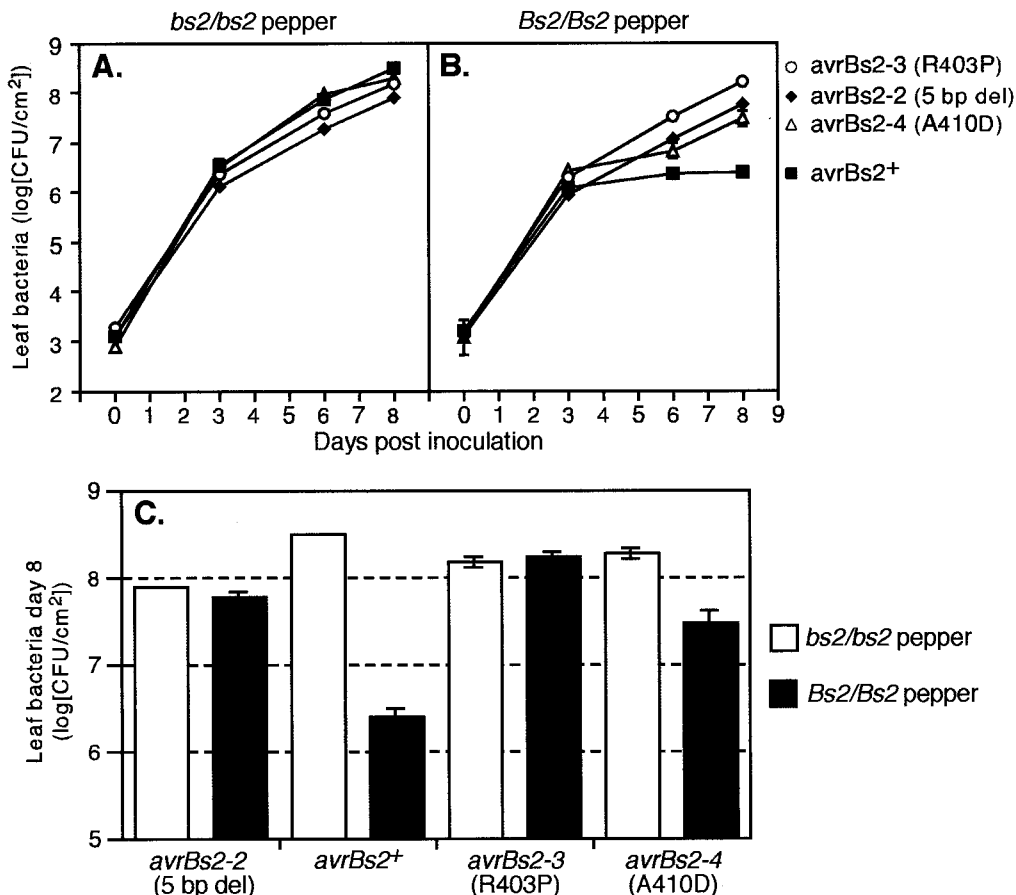 bs2/bs2 pepper
Bs2/Bs2 pepper
A.
B.
9
8
7
6
5
4
3
2
Leaf bacteria (log[CFU/cm2])
0 1 2 3 4 5 6 7 8
0 1 2 3 4 5 6 7 8 9
Days post inoculation
avrBs2-3 (R403P)
avrBs2-2 (5 bp del)
avrBs2-4 (A410D)
avrBs2+
C.
9
8
7
6
5
Leaf bacteria day 8
(log[CFU/cm2])
avrBs2-2
(5 bp del)
avrBs2+
avrBs2-3
(R403P)
avrBs2-4
(A410D)
bs2/bs2 pepper
Bs2/Bs2 pepper